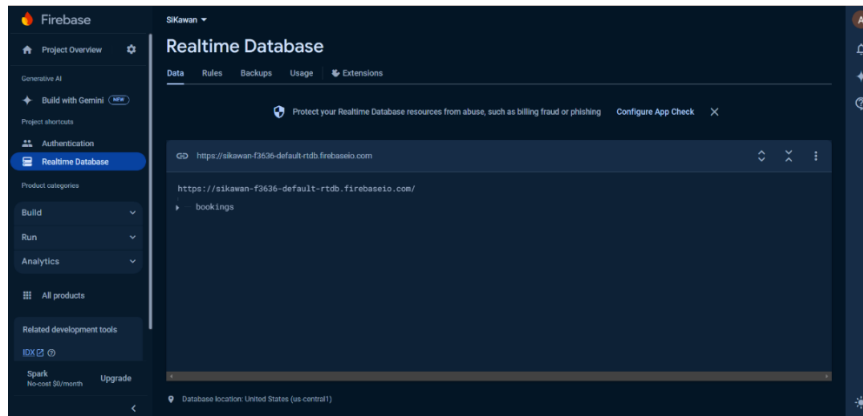 Firebase
Project Overview
Generative AI
Build with Gemini NEW
Project shortcuts
Authentication
Realtime Database
Product categories
Build
Run
Analytics
All products
Related development tools
IDX
Spark
No-cost $0/month
Upgrade
SiKawan
Realtime Database
Data Rules Backups Usage Extensions
Protect your Realtime Database resources from abuse, such as billing fraud or phishing Configure App Check
https://sikawan-f3636-default-rtdb.firebaseio.com
https://sikawan-f3636-default-rtdb.firebaseio.com/
bookings
Database location: United States (us-central1)
A